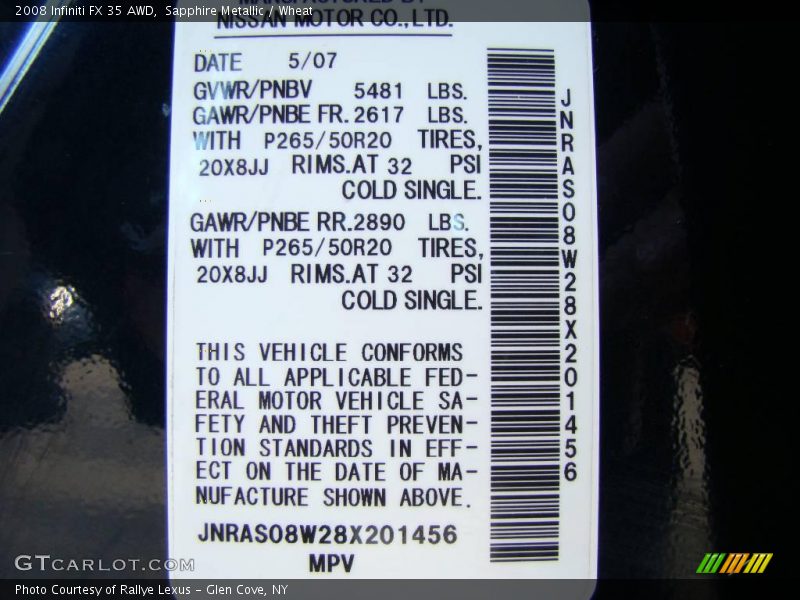 2008 Infiniti FX 35 AWD, Sapphire Metallic / Wheat
MANUFACTURED BY
NISSAN MOTOR CO., LTD.
DATE 5/07
GVWR/PNBV 5481 LBS.
GAWR/PNBE FR. 2617 LBS.
WITH P265/50R20 TIRES,
20X8JJ RIMS.AT 32 PSI
COLD SINGLE.
GAWR/PNBE RR.2890 LBS.
WITH P265/50R20 TIRES,
20X8JJ RIMS.AT 32 PSI
COLD SINGLE.
THIS VEHICLE CONFORMS
TO ALL APPLICABLE FED-
ERAL MOTOR VEHICLE SA-
FETY AND THEFT PREVEN-
TION STANDARDS IN EFF-
ECT ON THE DATE OF MA-
NUFACTURE SHOWN ABOVE.
JNRAS08W28X201456
MPV
JNRAS08W28X201456
GTCARLOT.COM
Photo Courtesy of Rallye Lexus - Glen Cove, NY